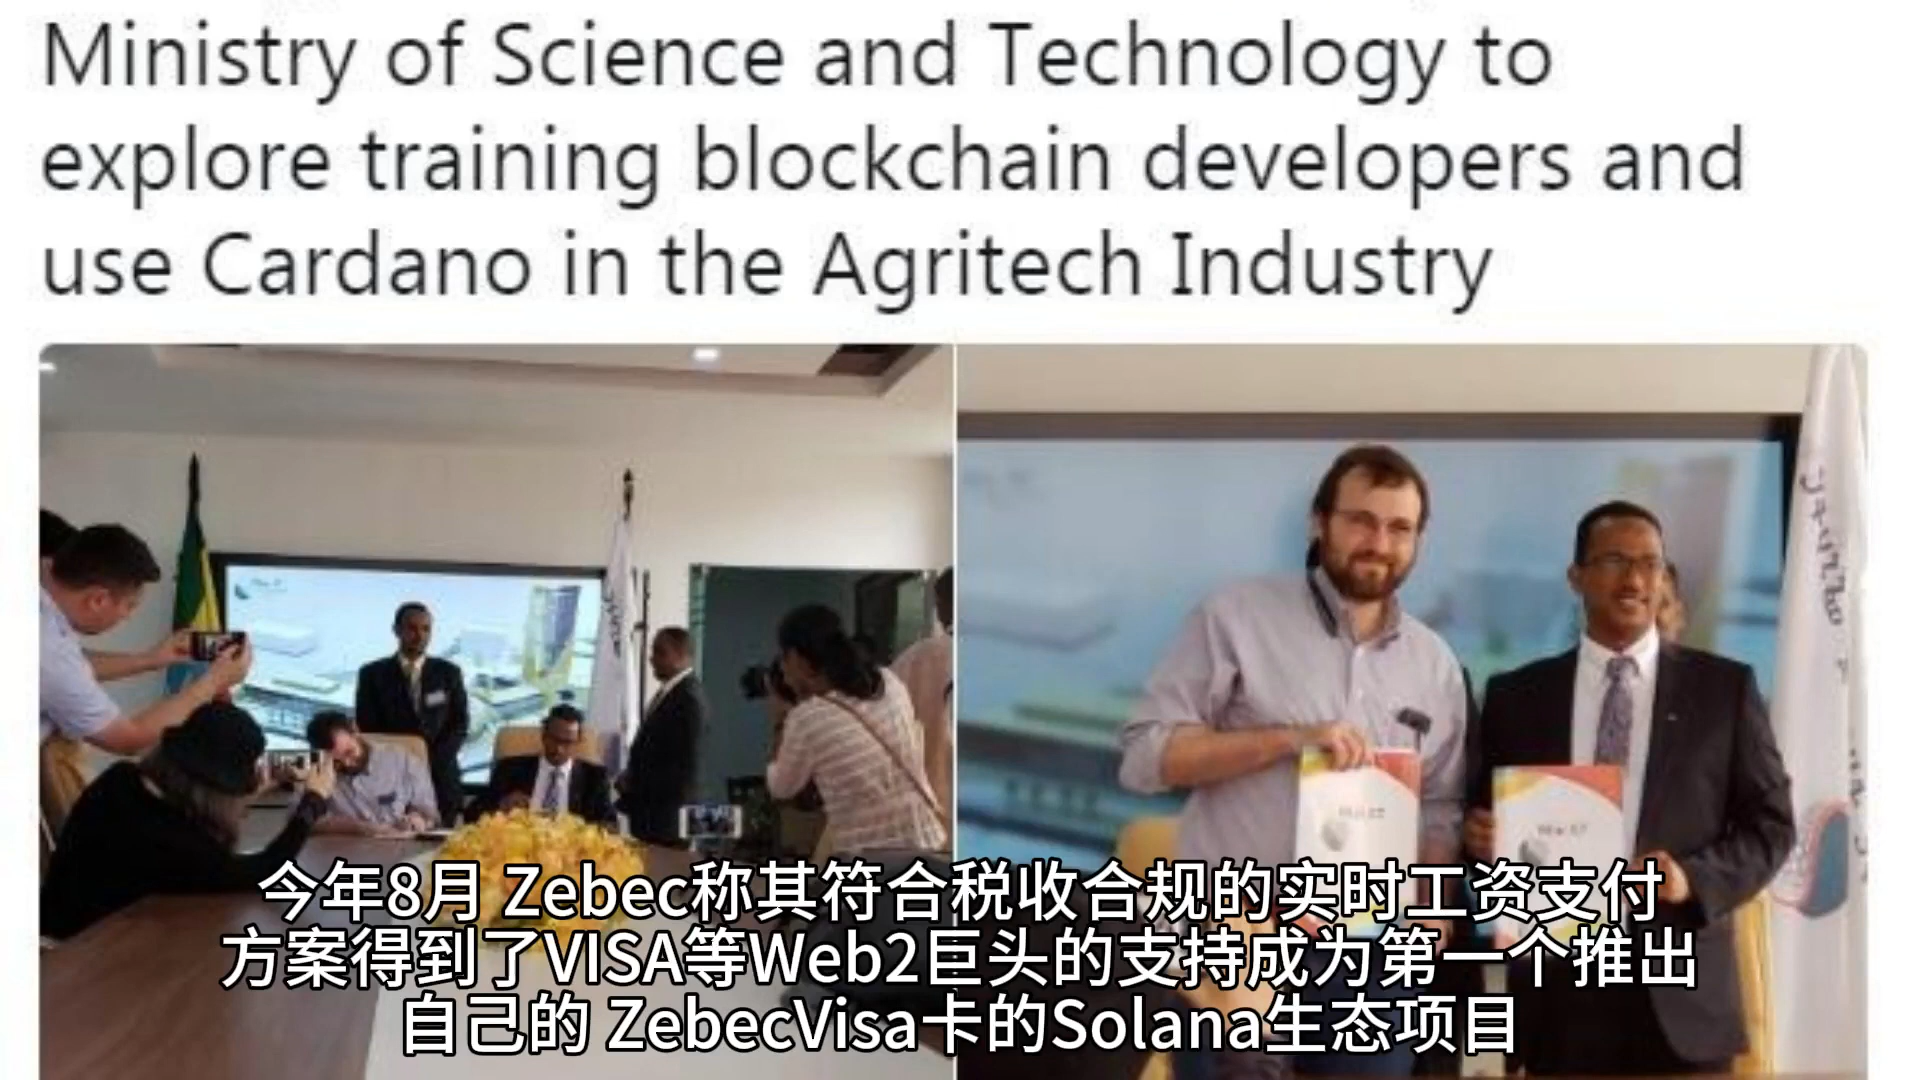 Ministry of Science and Technology to
explore training blockchain developers and
use Cardano in the Agritech Industry
今年8月 Zebec称其符合税收合规的实时工资支付
方案得到了VISA等Web2巨头的支持成为第一个推出
自己的 ZebecVisa卡的Solana生态项目